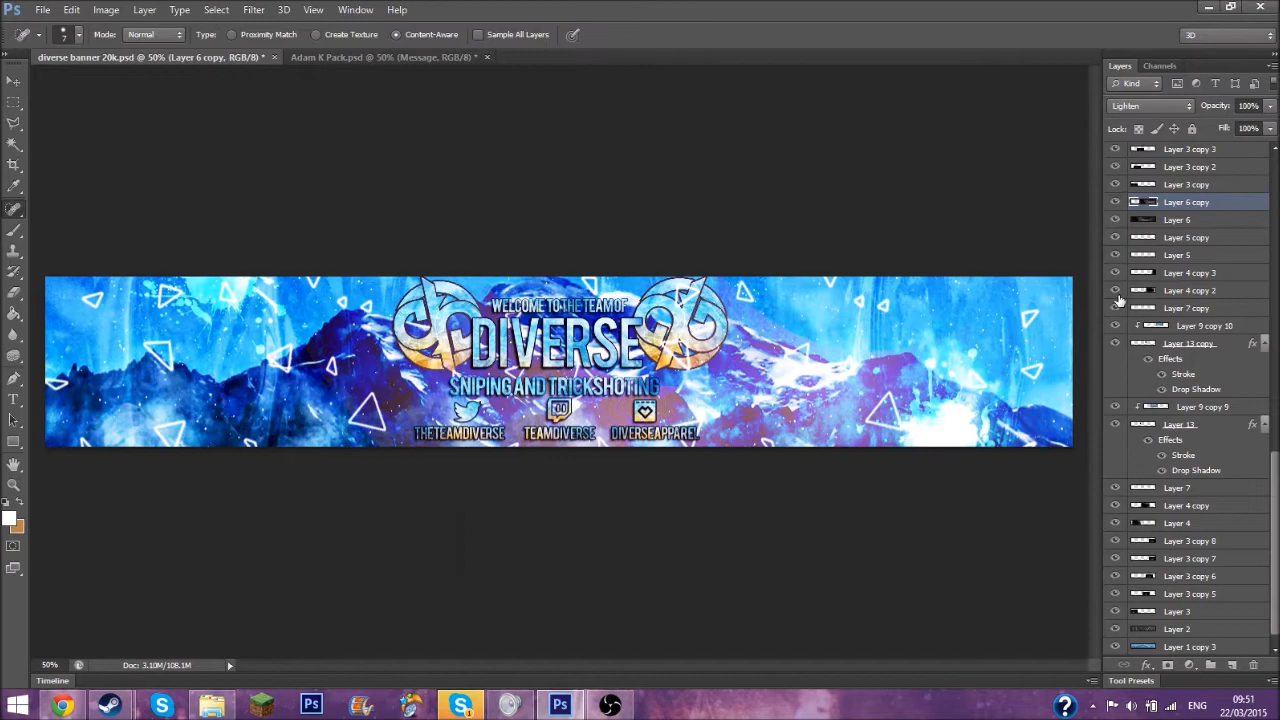 Ps File Edit Image Layer Type Select Filter 3D View Window Help
7 Mode: Normal Type: Proximity Match Create Texture Content-Aware Sample All Layers 3D
diverse banner 20k.psd @ 50% (Layer 6 copy, RGB/8) * × Adam K Pack.psd @ 50% (Message, RGB/8) * ×
Layers Channels
Kind
Lighten Opacity: 100%
Lock: Fill: 100%
Layer 3 copy 3
Layer 3 copy 2
Layer 3 copy
Layer 6 copy
Layer 6
Layer 5 copy
Layer 5
Layer 4 copy 3
Layer 4 copy 2
Layer 7 copy
Layer 9 copy 10
Layer 13 copy fx
Effects
Stroke
Drop Shadow
Layer 9 copy 9
Layer 13 fx
Effects
Stroke
Drop Shadow
Layer 7
Layer 4 copy
Layer 4
Layer 3 copy 8
Layer 3 copy 7
Layer 3 copy 6
Layer 3 copy 5
Layer 3
Layer 2
Layer 1 copy 3
WELCOME TO THE TEAM OF
DIVERSE
SNIPING AND TRICKSHOTING
THETEAMDIVERSE TEAMDIVERSE DIVERSEAPPAREL
50% Doc: 3.10M/108.1M
Timeline Tool Presets
ENG 09:51
22/03/2015